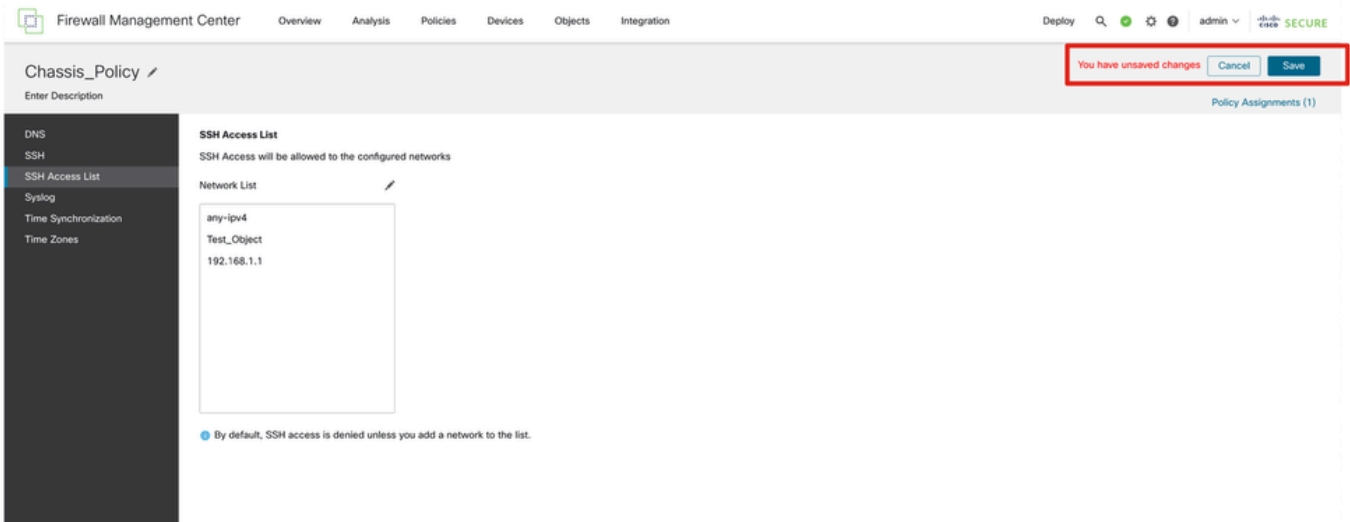 Firewall Management Center Overview Analysis Policies Devices Objects Integration Deploy admin cisco SECURE
Chassis_Policy You have unsaved changes Cancel Save
Enter Description
Policy Assignments (1)
DNS
SSH
SSH Access List
Syslog
Time Synchronization
Time Zones
SSH Access List
SSH Access will be allowed to the configured networks
Network List
any-ipv4
Test_Object
192.168.1.1
By default, SSH access is denied unless you add a network to the list.